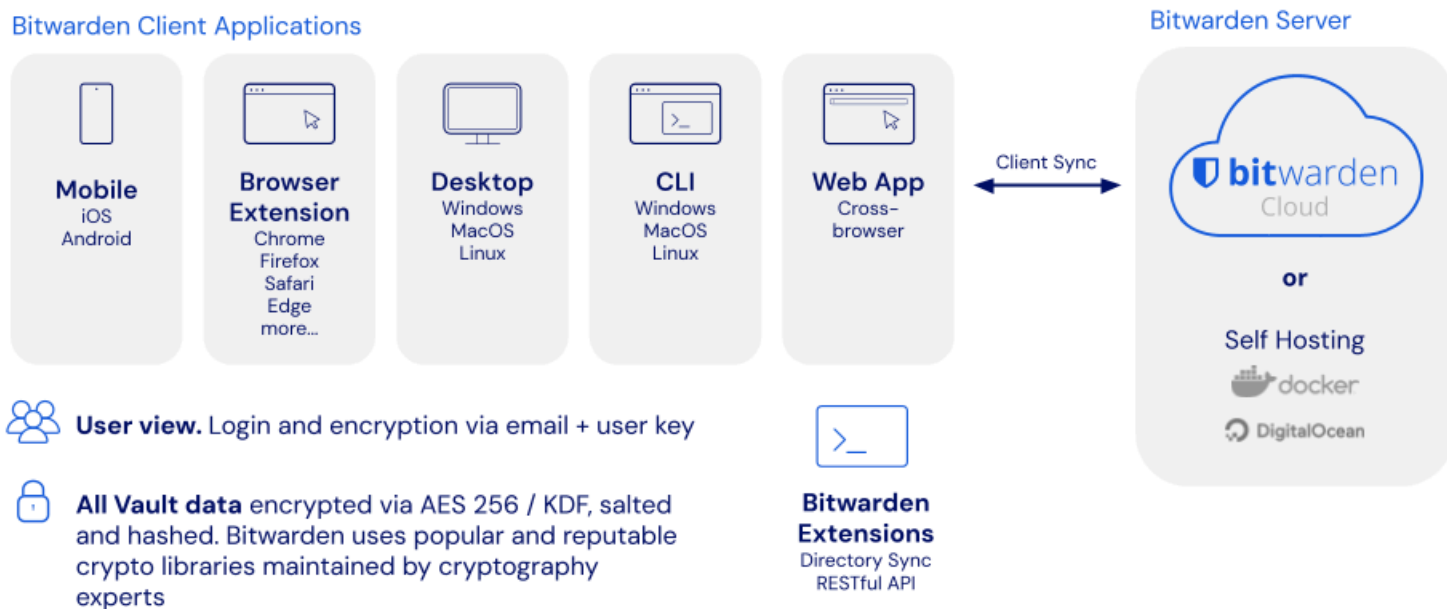 Bitwarden Client Applications
Bitwarden Server
Mobile
iOS
Android
Browser
Extension
Chrome
Firefox
Safari
Edge
more...
Desktop
Windows
MacOS
Linux
>_
CLI
Windows
MacOS
Linux
Web App
Cross-
browser
Client Sync
bitwarden
Cloud
or
Self Hosting
docker
DigitalOcean
User view. Login and encryption via email + user key
All Vault data encrypted via AES 256 / KDF, salted
and hashed. Bitwarden uses popular and reputable
crypto libraries maintained by cryptography
experts
>_
Bitwarden
Extensions
Directory Sync
RESTful API